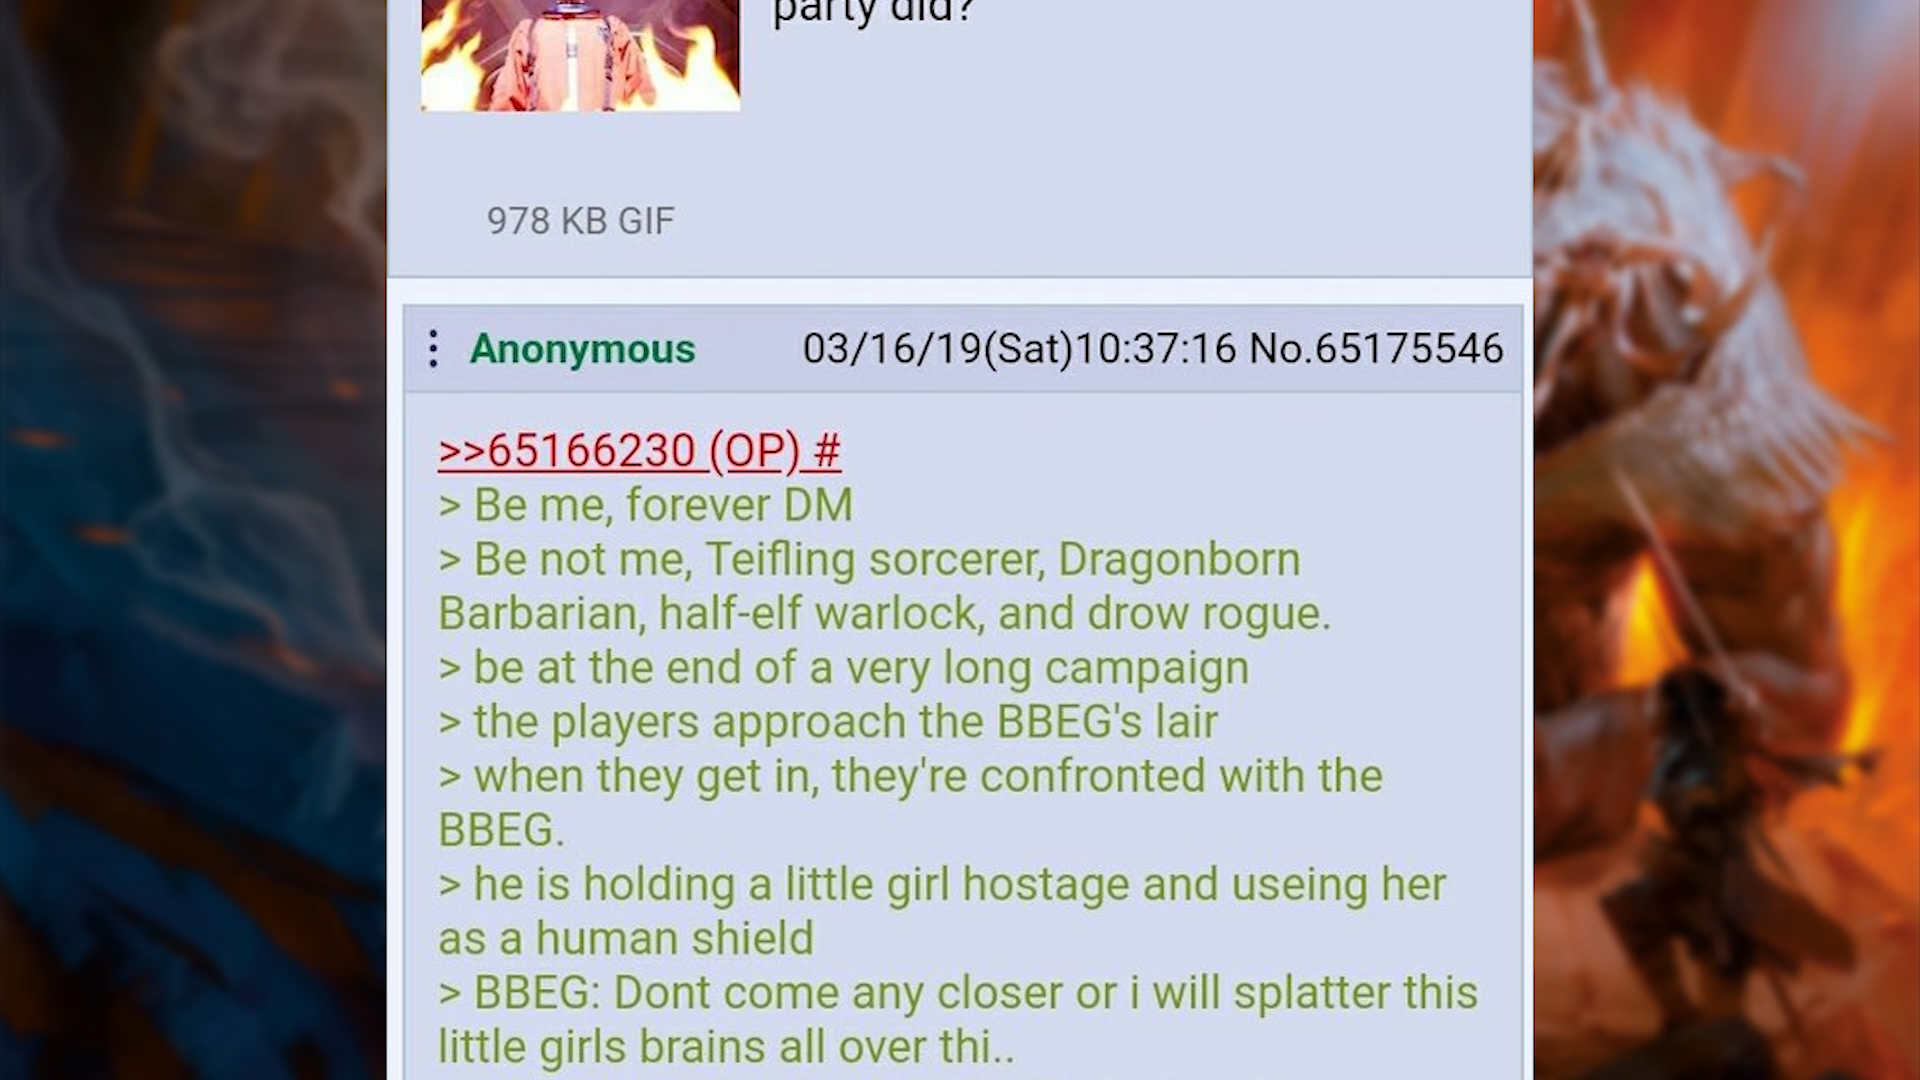 party did?
978 KB GIF
Anonymous 03/16/19(Sat)10:37:16 No.65175546
>>65166230 (OP) #
> Be me, forever DM
> Be not me, Teifling sorcerer, Dragonborn
Barbarian, half-elf warlock, and drow rogue.
> be at the end of a very long campaign
> the players approach the BBEG's lair
> when they get in, they're confronted with the
BBEG.
> he is holding a little girl hostage and useing her
as a human shield
> BBEG: Dont come any closer or i will splatter this
little girls brains all over thi..